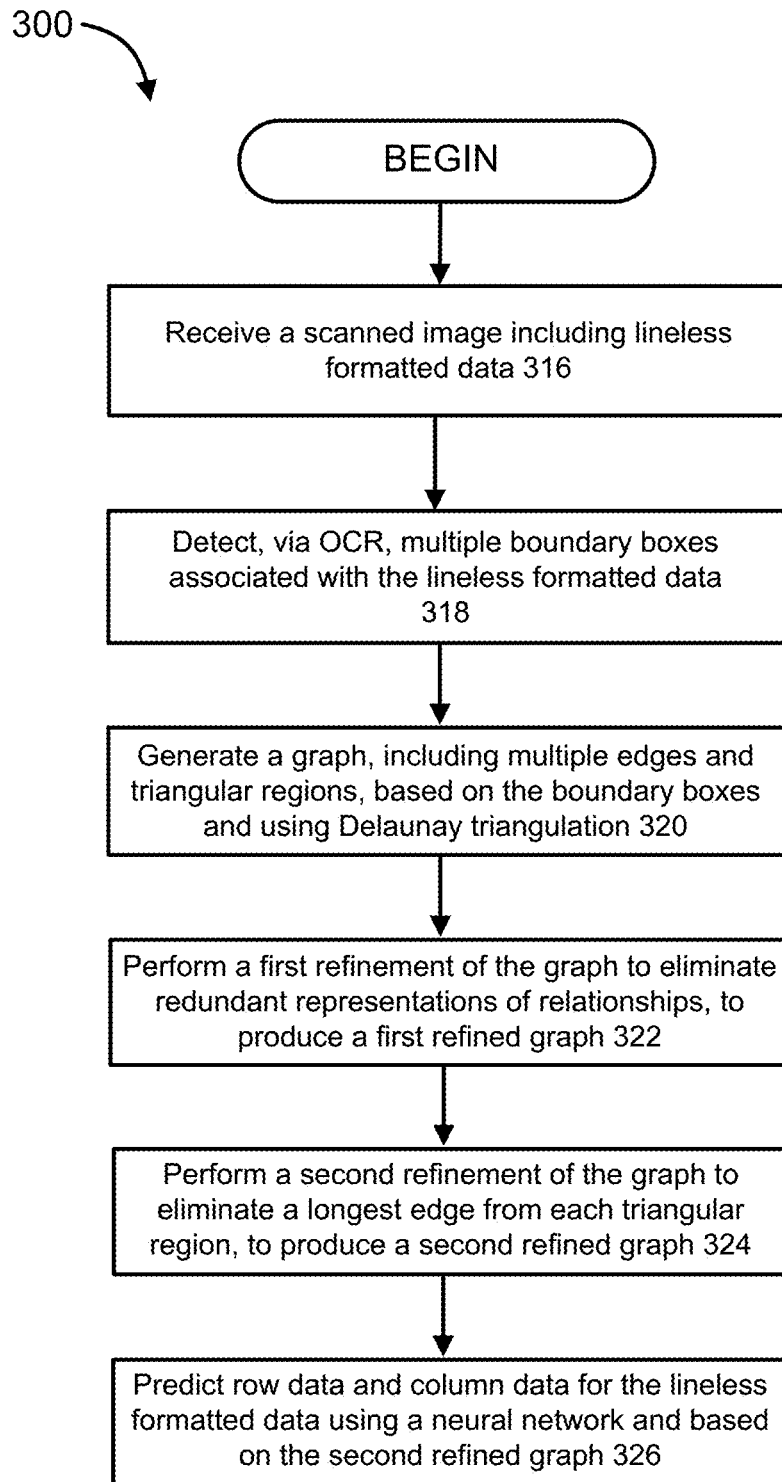 300
BEGIN
Receive a scanned image including lineless
formatted data 316
Detect, via OCR, multiple boundary boxes
associated with the lineless formatted data
318
Generate a graph, including multiple edges and
triangular regions, based on the boundary boxes
and using Delaunay triangulation 320
Perform a first refinement of the graph to eliminate
redundant representations of relationships, to
produce a first refined graph 322
Perform a second refinement of the graph to
eliminate a longest edge from each triangular
region, to produce a second refined graph 324
Predict row data and column data for the lineless
formatted data using a neural network and based
on the second refined graph 326